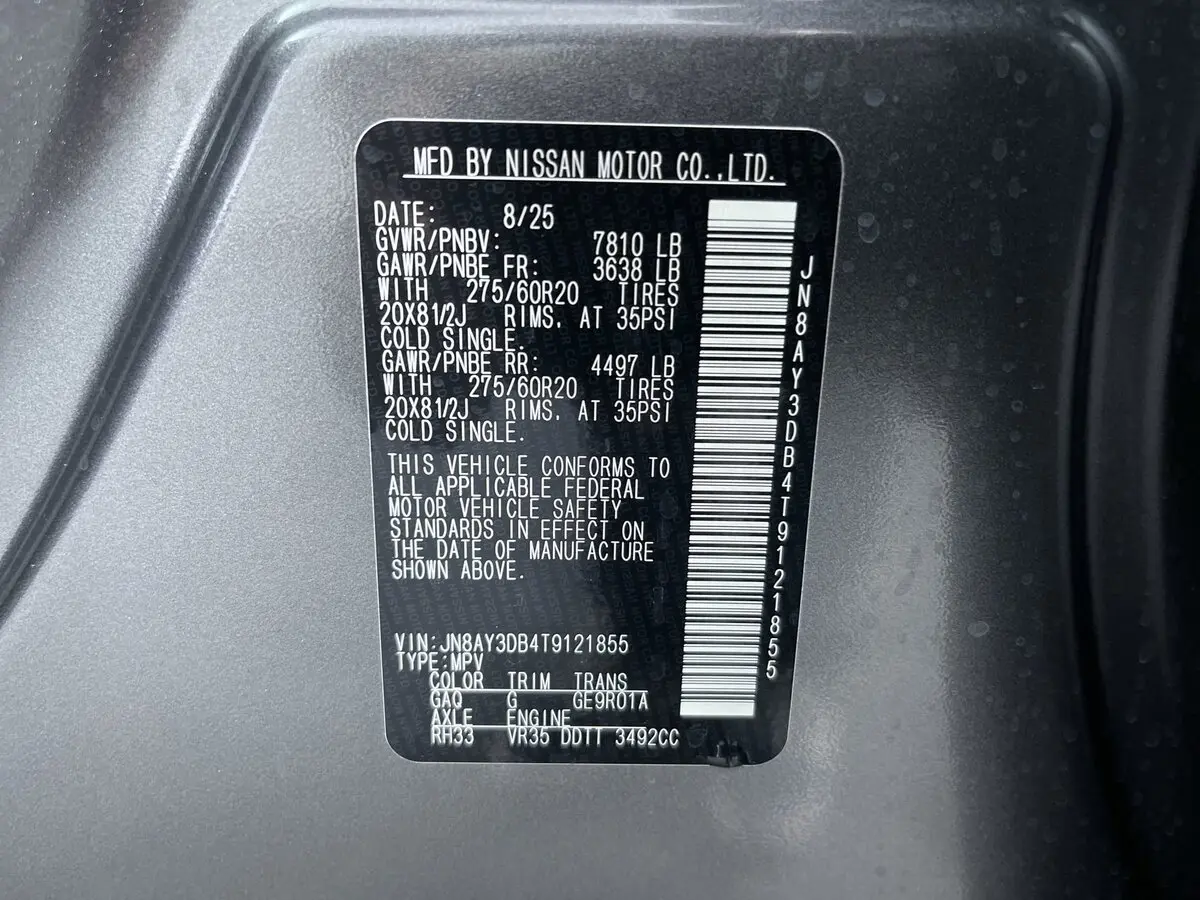 MFD BY NISSAN MOTOR CO.,LTD.
DATE: 8/25
GVWR/PNBV: 7810 LB
GAWR/PNBE FR: 3638 LB
WITH 275/60R20 TIRES
20X81/2J RIMS. AT 35PSI
COLD SINGLE.
GAWR/PNBE RR: 4497 LB
WITH 275/60R20 TIRES
20X81/2J RIMS. AT 35PSI
COLD SINGLE.
THIS VEHICLE CONFORMS TO
ALL APPLICABLE FEDERAL
MOTOR VEHICLE SAFETY
STANDARDS IN EFFECT ON
THE DATE OF MANUFACTURE
SHOWN ABOVE.
VIN:JN8AY3DB4T9121855
TYPE:MPV
COLOR TRIM TRANS
GAQ G GE9R01A
AXLE ENGINE
RH33 VR35 DDTT 3492CC
JN8AY3DB4T9121855